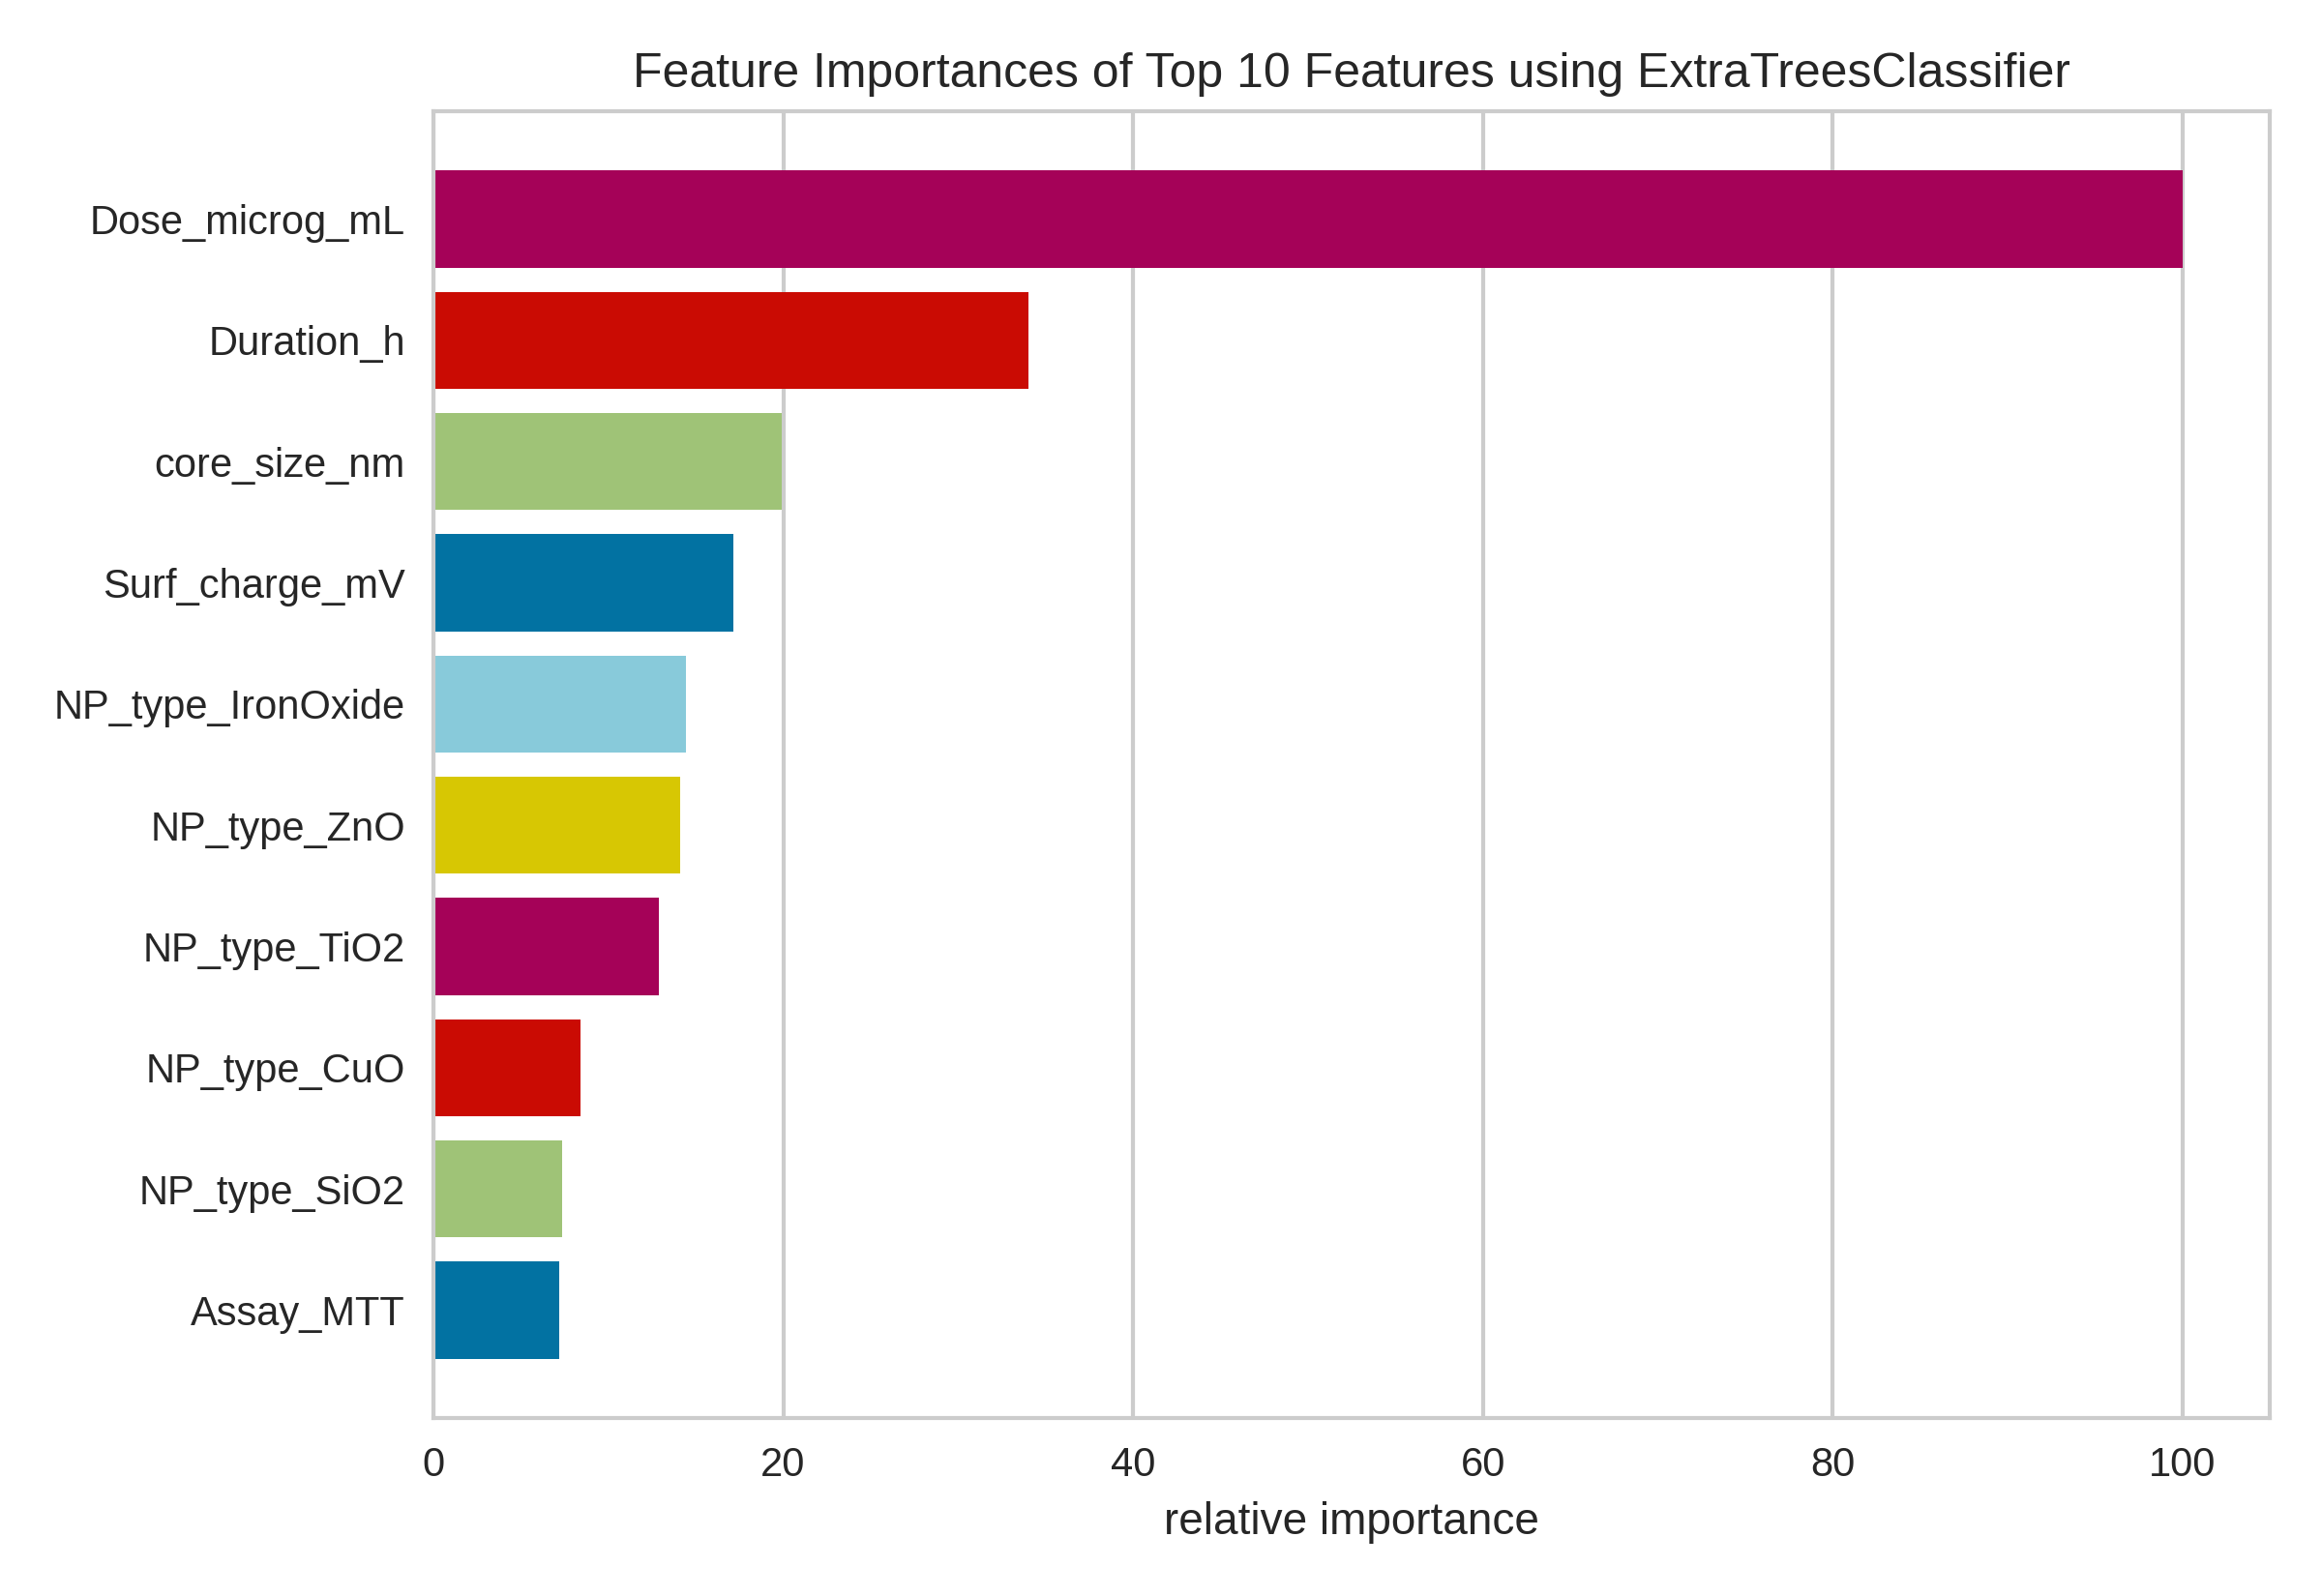 Feature Importances of Top 10 Features using ExtraTreesClassifier
Dose_microg_mL
Duration_h
core_size_nm
Surf_charge_mV
NP_type_IronOxide
NP_type_ZnO
NP_type_TiO2
NP_type_CuO
NP_type_SiO2
Assay_MTT
0 20 40 60 80 100
relative importance